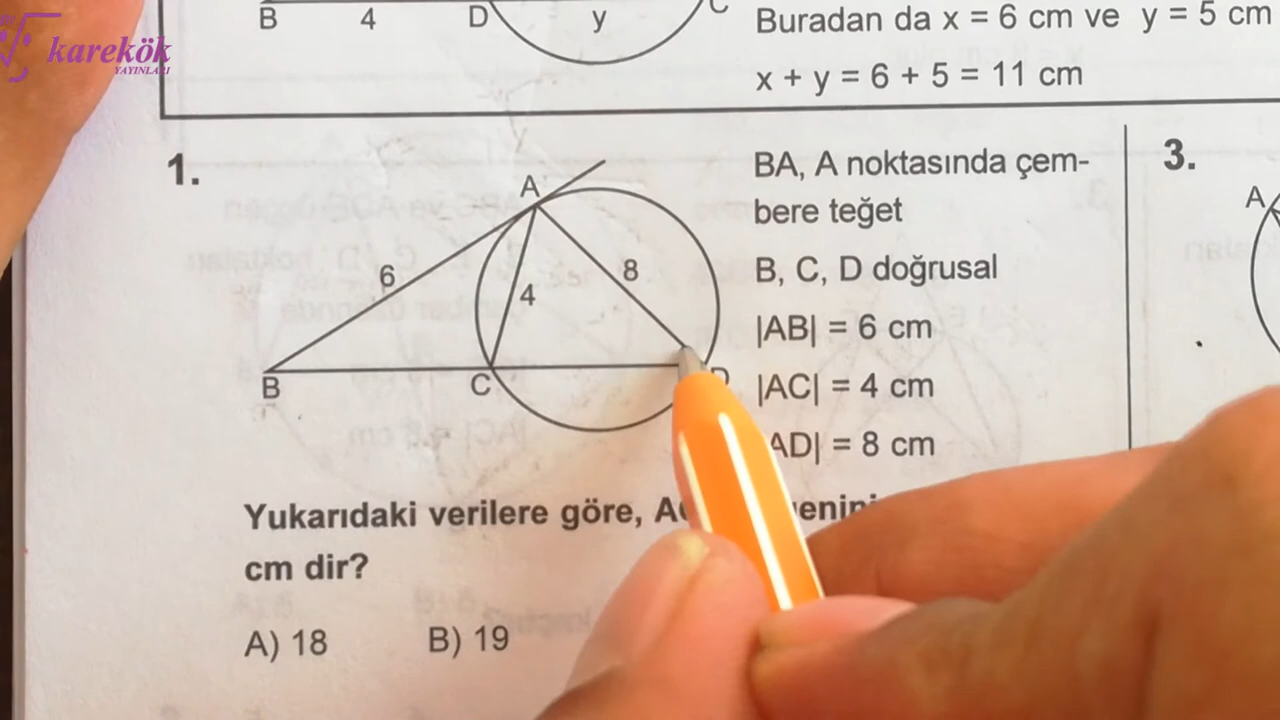 B 4 D y C
Buradan da x = 6 cm ve y = 5 cm
x + y = 6 + 5 = 11 cm
karekök
YAYINLARI
1.
A
6
4
8
B
C
D
BA, A noktasında çem-
bere teğet
B, C, D doğrusal
|AB| = 6 cm
|AC| = 4 cm
AD| = 8 cm
Yukarıdaki verilere göre,
cm dir?
A) 18 B) 19
3.
A